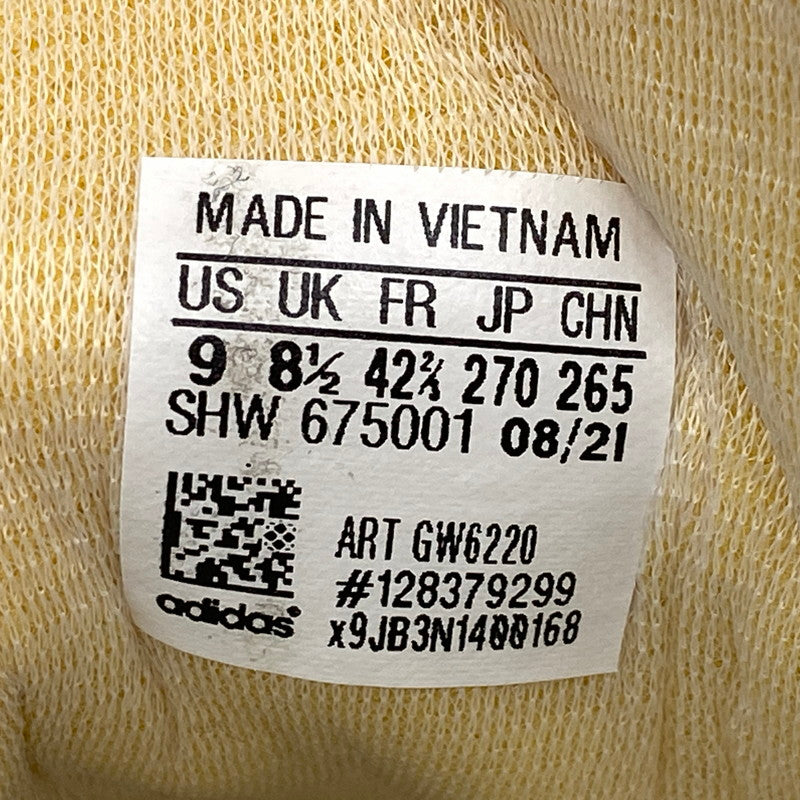 MADE IN VIETNAM
US UK FR JP CHN
9 8½ 42⅔ 270 265
SHW 675001 08/21
ART GW6220
#128379299
x9JB3N1400168
adidas